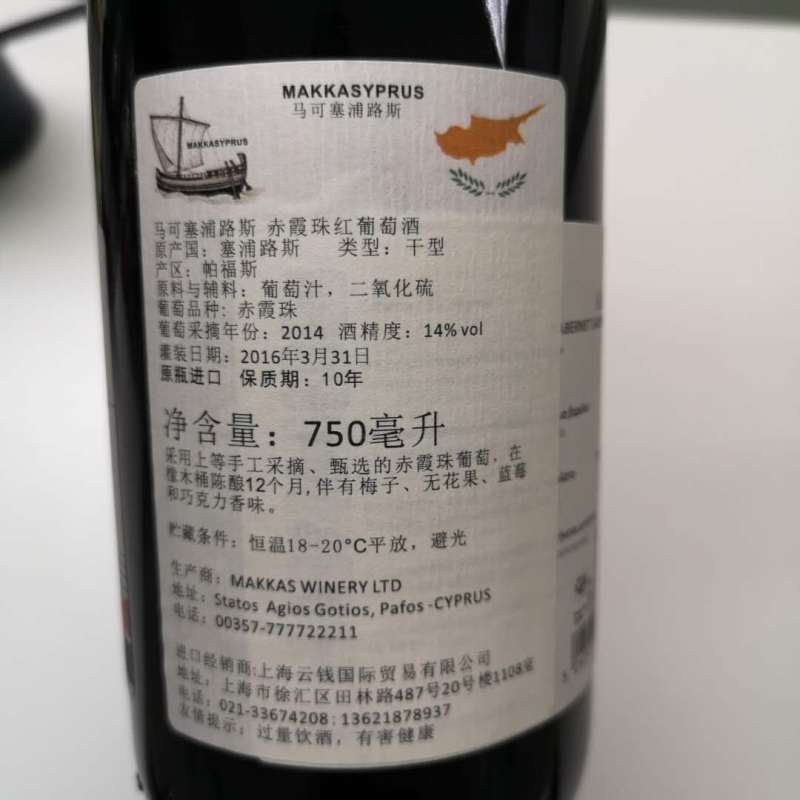 MAKKASYPRUS
马可塞浦路斯
MAKKASYPRUS
马可塞浦路斯 赤霞珠红葡萄酒
原产国：塞浦路斯 类型：干型
产区：帕福斯
原料与辅料：葡萄汁，二氧化硫
葡萄品种：赤霞珠
葡萄采摘年份：2014 酒精度：14% vol
灌装日期：2016年3月31日
原瓶进口 保质期：10年
净含量：750毫升
采用上等手工采摘、甄选的赤霞珠葡萄，在
橡木桶陈酿12个月，伴有梅子、无花果、蓝莓
和巧克力香味。
贮藏条件：恒温18-20°C平放，避光
生产商：MAKKAS WINERY LTD
地址：Statos Agios Gotios, Pafos -CYPRUS
电话：00357-777722211
进口经销商:上海云钱国际贸易有限公司
地址：上海市徐汇区田林路487号20号楼1108室
电话：021-33674208；13621878937
友情提示：过量饮酒，有害健康